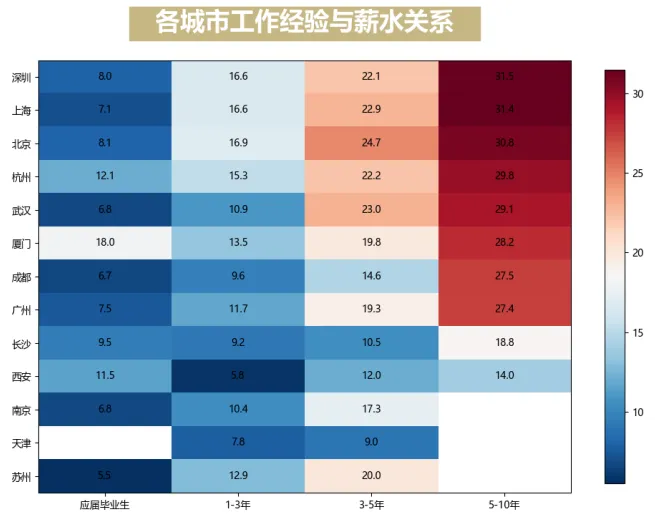 各城市工作经验与薪水关系
深圳 8.0 16.6 22.1 31.5
上海 7.1 16.6 22.9 31.4
北京 8.1 16.9 24.7 30.8
杭州 12.1 15.3 22.2 29.8
武汉 6.8 10.9 23.0 29.1
厦门 18.0 13.5 19.8 28.2
成都 6.7 9.6 14.6 27.5
广州 7.5 11.7 19.3 27.4
长沙 9.5 9.2 10.5 18.8
西安 11.5 5.8 12.0 14.0
南京 6.8 10.4 17.3
天津 7.8 9.0
苏州 5.5 12.9 20.0
应届毕业生 1-3年 3-5年 5-10年
30
25
20
15
10